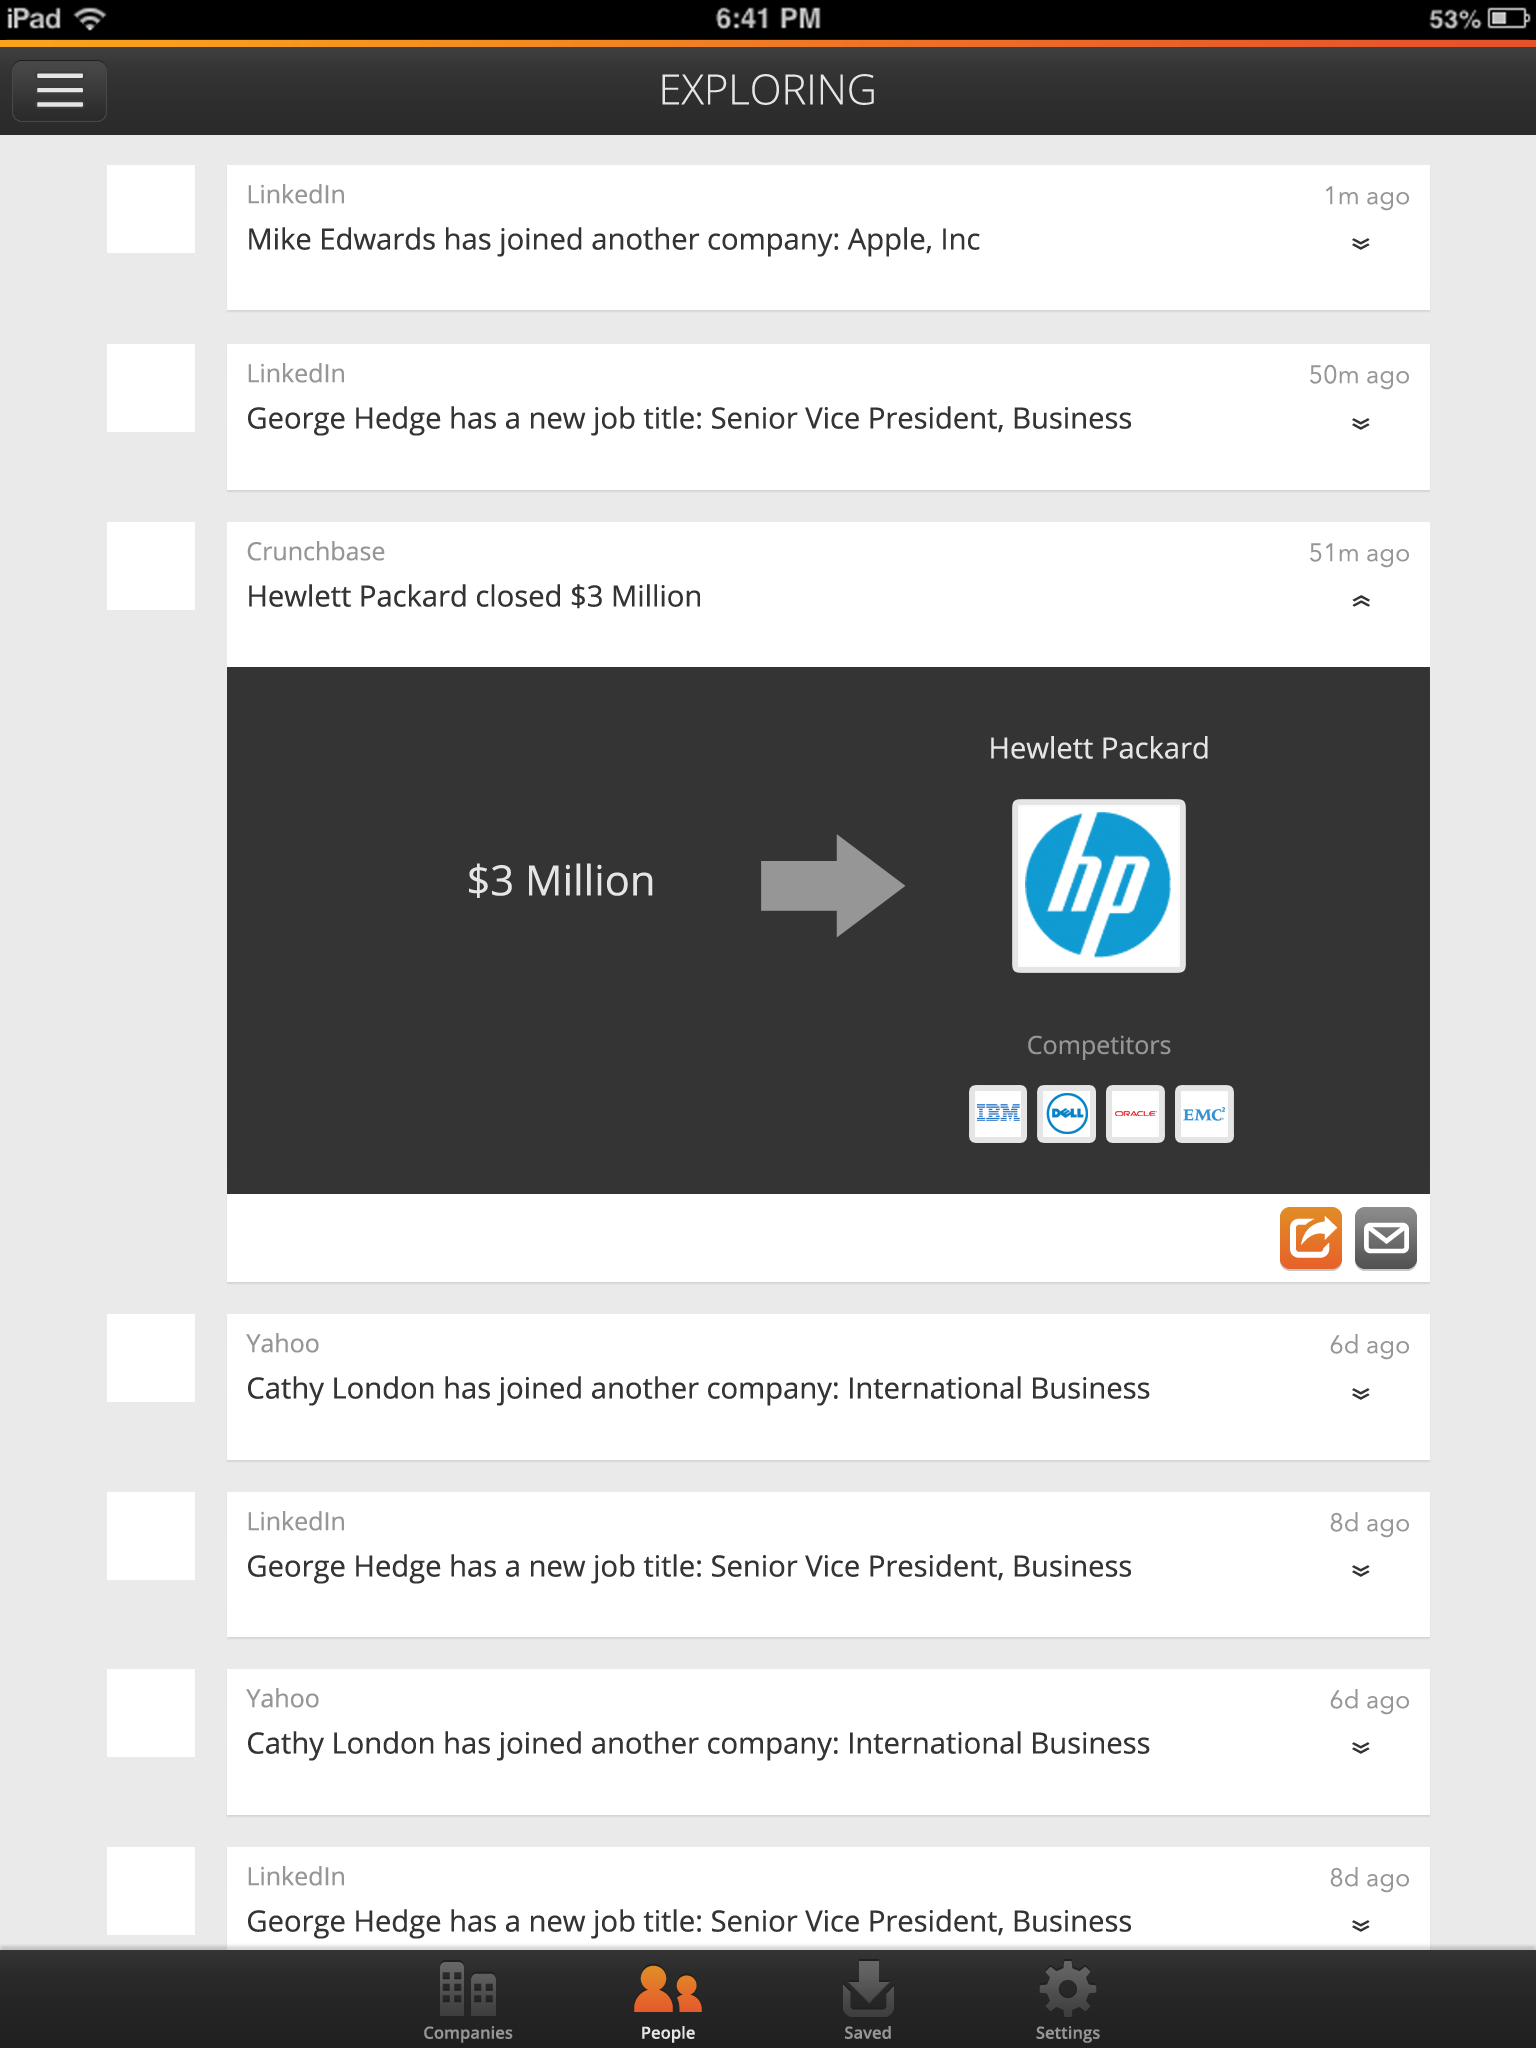 iPad 6:41 PM 53%
EXPLORING
LinkedIn 1m ago
Mike Edwards has joined another company: Apple, Inc
LinkedIn 50m ago
George Hedge has a new job title: Senior Vice President, Business
Crunchbase 51m ago
Hewlett Packard closed $3 Million
Hewlett Packard
hp
$3 Million
Competitors
IBM DELL ORACLE EMC²
Yahoo 6d ago
Cathy London has joined another company: International Business
LinkedIn 8d ago
George Hedge has a new job title: Senior Vice President, Business
Yahoo 6d ago
Cathy London has joined another company: International Business
LinkedIn 8d ago
George Hedge has a new job title: Senior Vice President, Business
Companies People Saved Settings